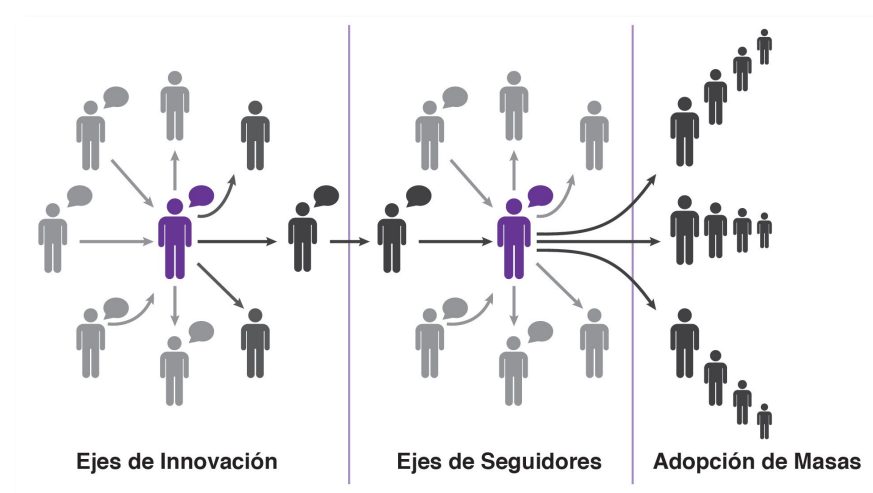 Ejes de Innovación
Ejes de Seguidores
Adopción de Masas